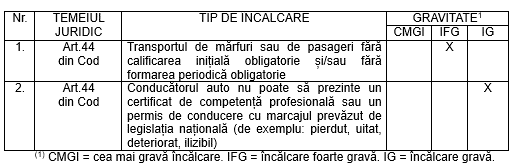 Nr. TEMEIUL JURIDIC TIP DE INCALCARE GRAVITATE1
CMGI IFG IG
1. Art.44 din Cod Transportul de mărfuri sau de pasageri fără X
calificarea inițială obligatorie și/sau fără
formarea periodică obligatorie
2. Art.44 din Cod Conducătorul auto nu poate să prezinte un X
certificat de competență profesională sau un
permis de conducere cu marcajul prevăzut de
legislația națională (de exemplu: pierdut, uitat,
deteriorat, ilizibil)
(1) CMGI = cea mai gravă încălcare. IFG = încălcare foarte gravă. IG = încălcare gravă.